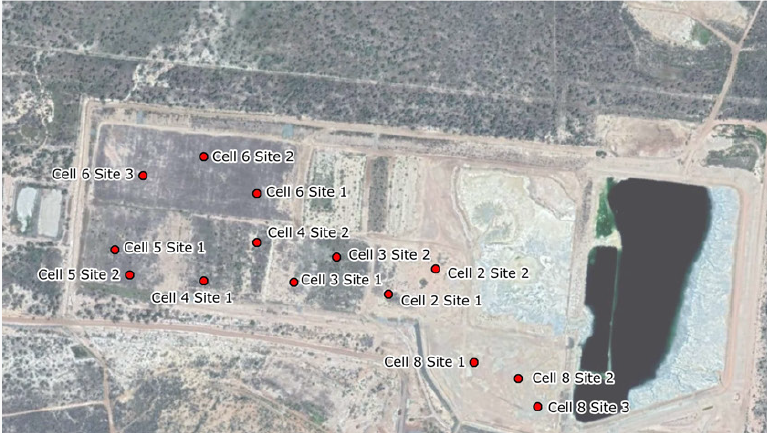 Cell 6 Site 2
Cell 6 Site 3
Cell 6 Site 1
Cell 4 Site 2
Cell 5 Site 1
Cell 3 Site 2
Cell 5 Site 2
Cell 2 Site 2
Cell 3 Site 1
Cell 4 Site 1
Cell 2 Site 1
Cell 8 Site 1
Cell 8 Site 2
Cell 8 Site 3